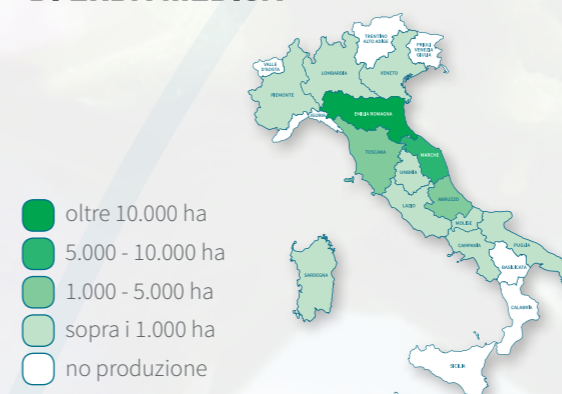 TRENTINO
ALTO ADIGE
FRIULI
VENEZIA
GIULIA
VALLE
D'AOSTA
LOMBARDIA
VENETO
PIEMONTE
EMILIA ROMAGNA
LIGURIA
TOSCANA
MARCHE
UMBRIA
LAZIO
ABRUZZO
MOLISE
CAMPANIA
PUGLIA
BASILICATA
SARDEGNA
CALABRIA
SICILIA
oltre 10.000 ha
5.000 - 10.000 ha
1.000 - 5.000 ha
sopra i 1.000 ha
no produzione